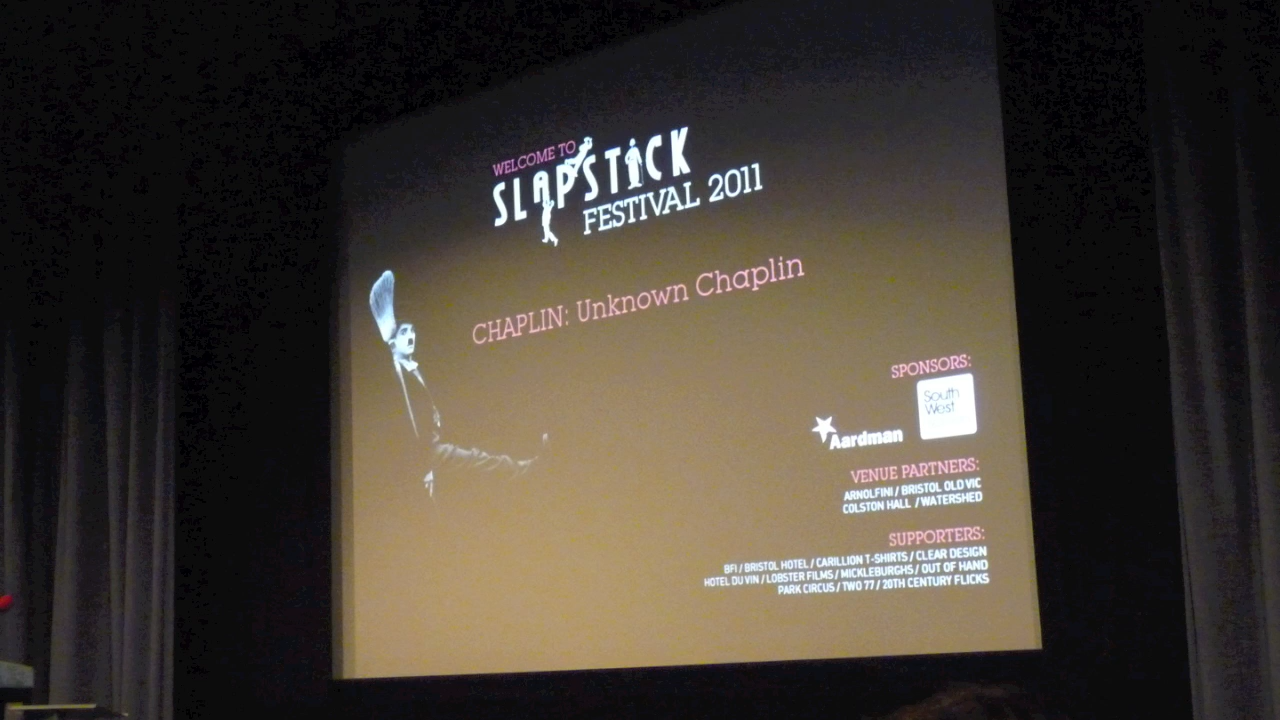 WELCOME TO
SLAPSTICK
FESTIVAL 2011
CHAPLIN: Unknown Chaplin
SPONSORS:
South
West
Aardman
VENUE PARTNERS:
ARNOLFINI / BRISTOL OLD VIC
COLSTON HALL / WATERSHED
SUPPORTERS:
BFI / BRISTOL HOTEL / CARILLION T-SHIRTS / CLEAR DESIGN
HOTEL DU VIN / LOBSTER FILMS / MICKLEBURGHS / OUT OF HAND
PARK CIRCUS / TWO 77 / 20TH CENTURY FLICKS